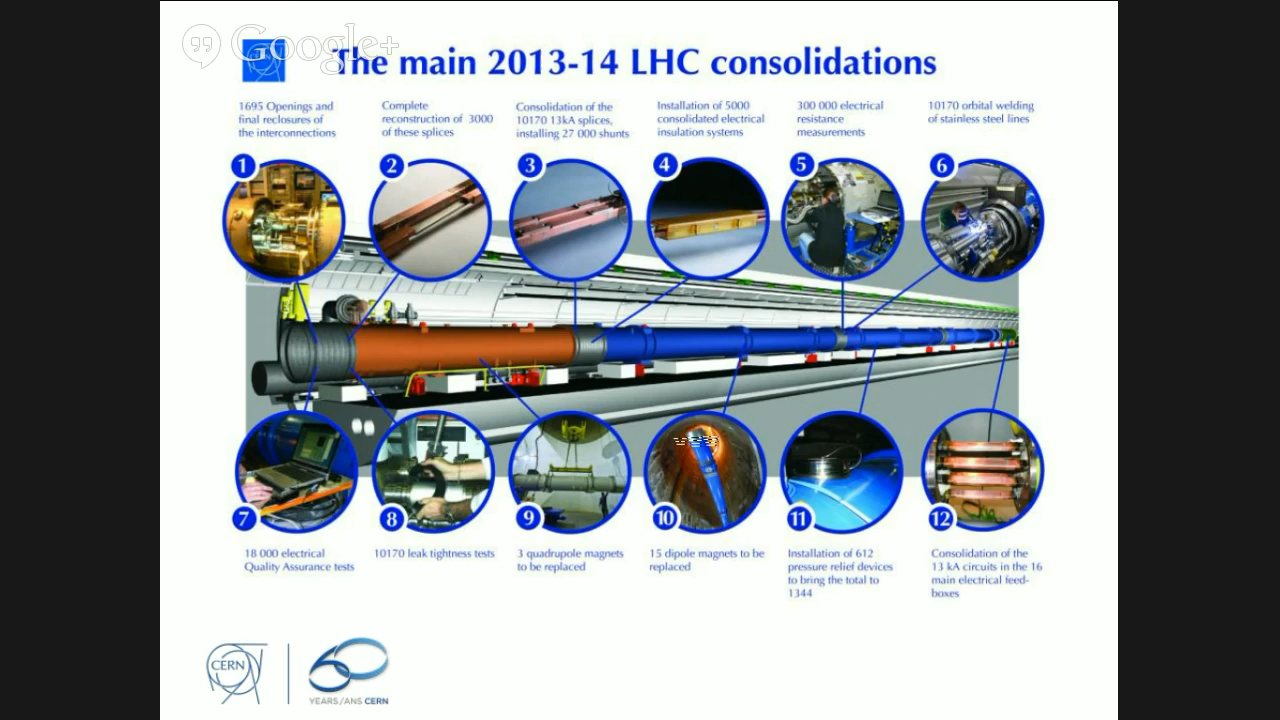 Google+
The main 2013-14 LHC consolidations
1695 Openings and
final reclosures of
the interconnections
Complete
reconstruction of 3000
of these splices
Consolidation of the
10170 13kA splices,
installing 27 000 shunts
Installation of 5000
consolidated electrical
insulation systems
300 000 electrical
resistance
measurements
10170 orbital welding
of stainless steel lines
1
2
3
4
5
6
7
8
9
10
11
12
18 000 electrical
Quality Assurance tests
10170 leak tightness tests
3 quadrupole magnets
to be replaced
15 dipole magnets to be
replaced
Installation of 612
pressure relief devices
to bring the total to
1344
Consolidation of the
13 kA circuits in the 16
main electrical feed-
boxes
CERN
60
YEARS/ANS CERN